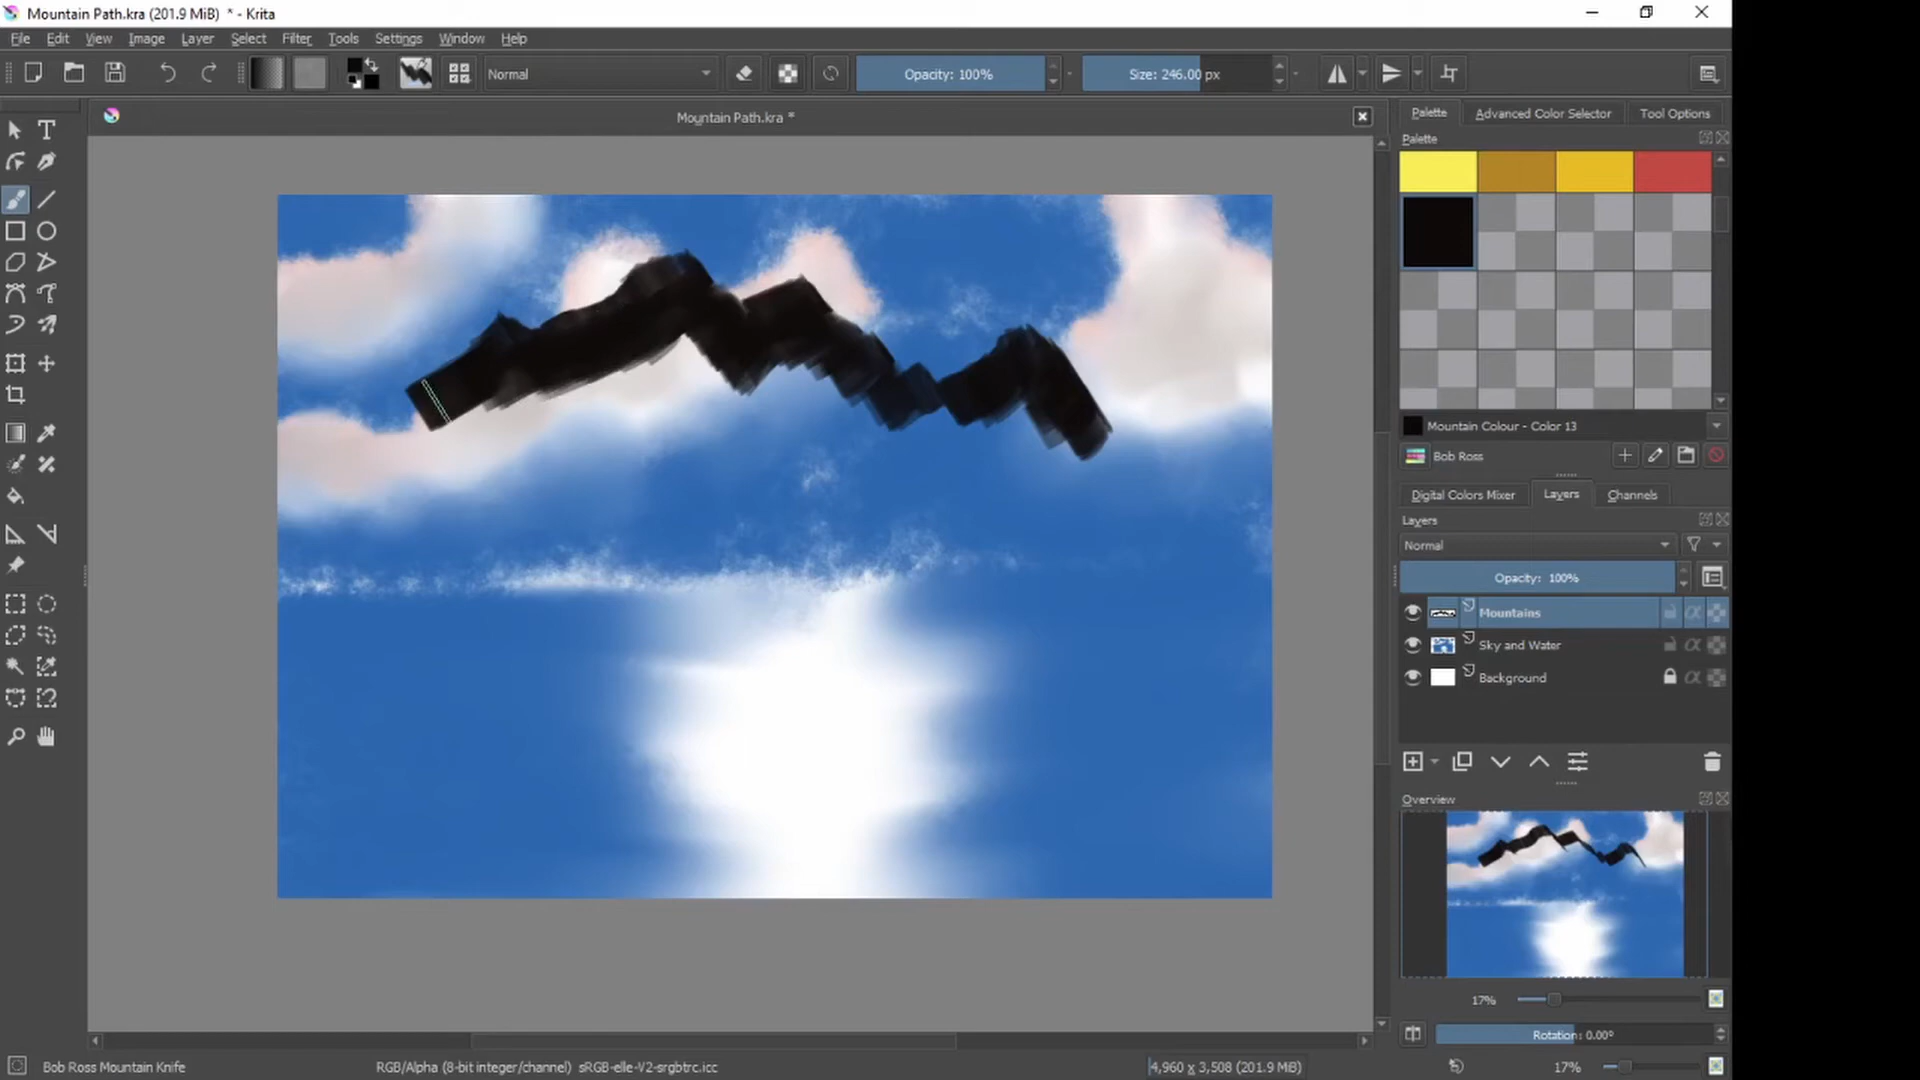 Mountain Path.kra (201.9 MiB) * - Krita
File Edit View Image Layer Select Filter Tools Settings Window Help
Normal
Opacity: 100%
Size: 246.00 px
Mountain Path.kra *
Palette Advanced Color Selector Tool Options
Palette
Mountain Colour - Color 13
Bob Ross
Digital Colors Mixer Layers Channels
Layers
Normal
Opacity: 100%
Mountains
Sky and Water
Background
Overview
17%
Rotation: 0.00°
Bob Ross Mountain Knife
RGB/Alpha (8-bit integer/channel) sRGB-elle-V2-srgbtrc.icc
4,960 x 3,508 (201.9 MiB)
17%